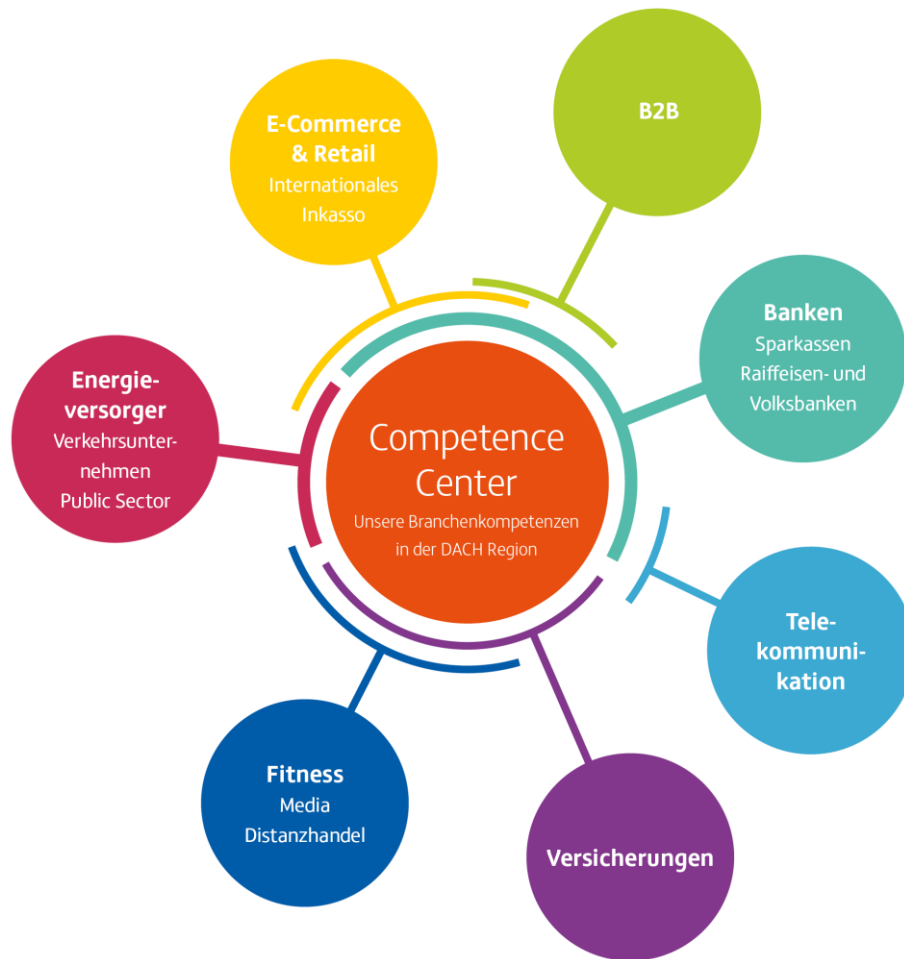 B2B
E-Commerce
& Retail
Internationales
Inkasso
Banken
Sparkassen
Raiffeisen- und
Volksbanken
Energie-
versorger
Verkehrsunter-
nehmen
Public Sector
Competence
Center
Unsere Branchenkompetenzen
in der DACH Region
Tele-
kommuni-
kation
Fitness
Media
Distanzhandel
Versicherungen